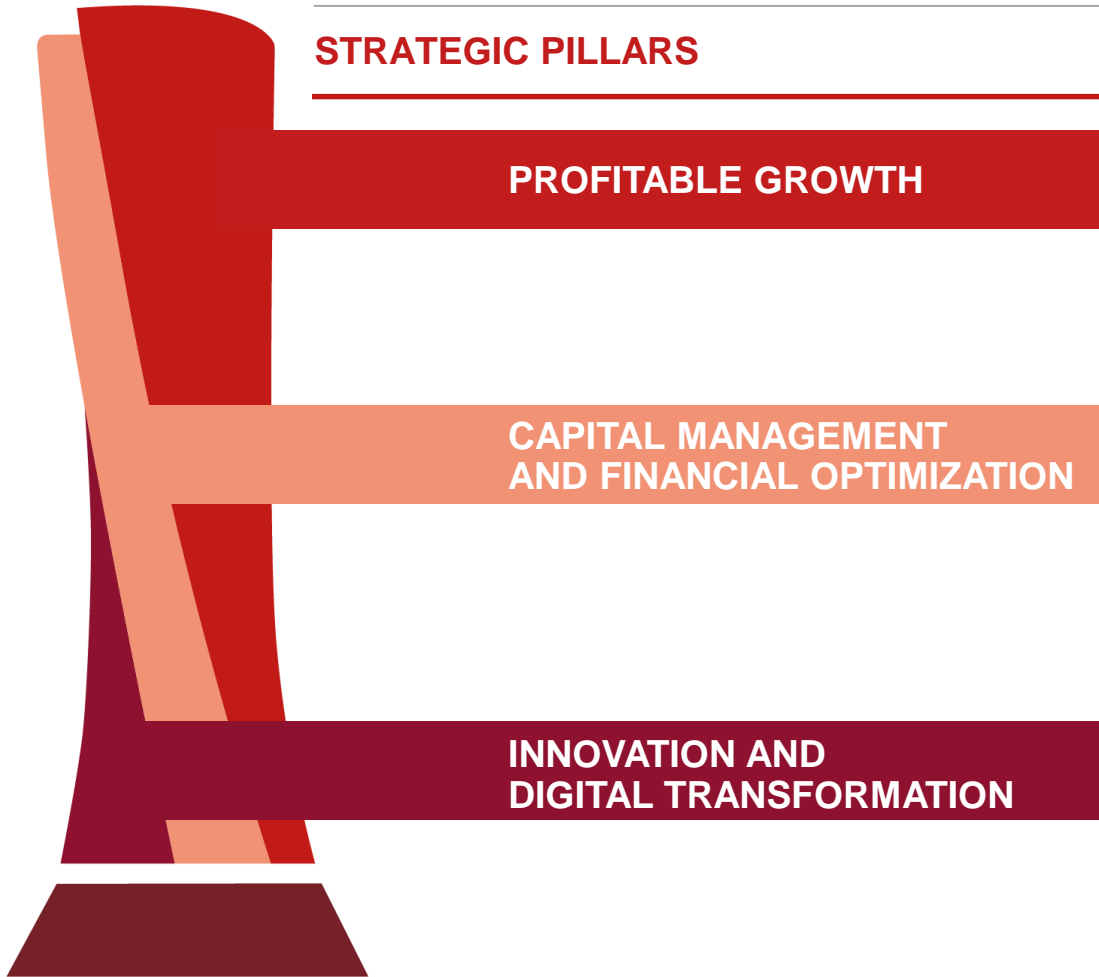 STRATEGIC PILLARS
PROFITABLE GROWTH
CAPITAL MANAGEMENT
AND FINANCIAL OPTIMIZATION
INNOVATION AND
DIGITAL TRANSFORMATION